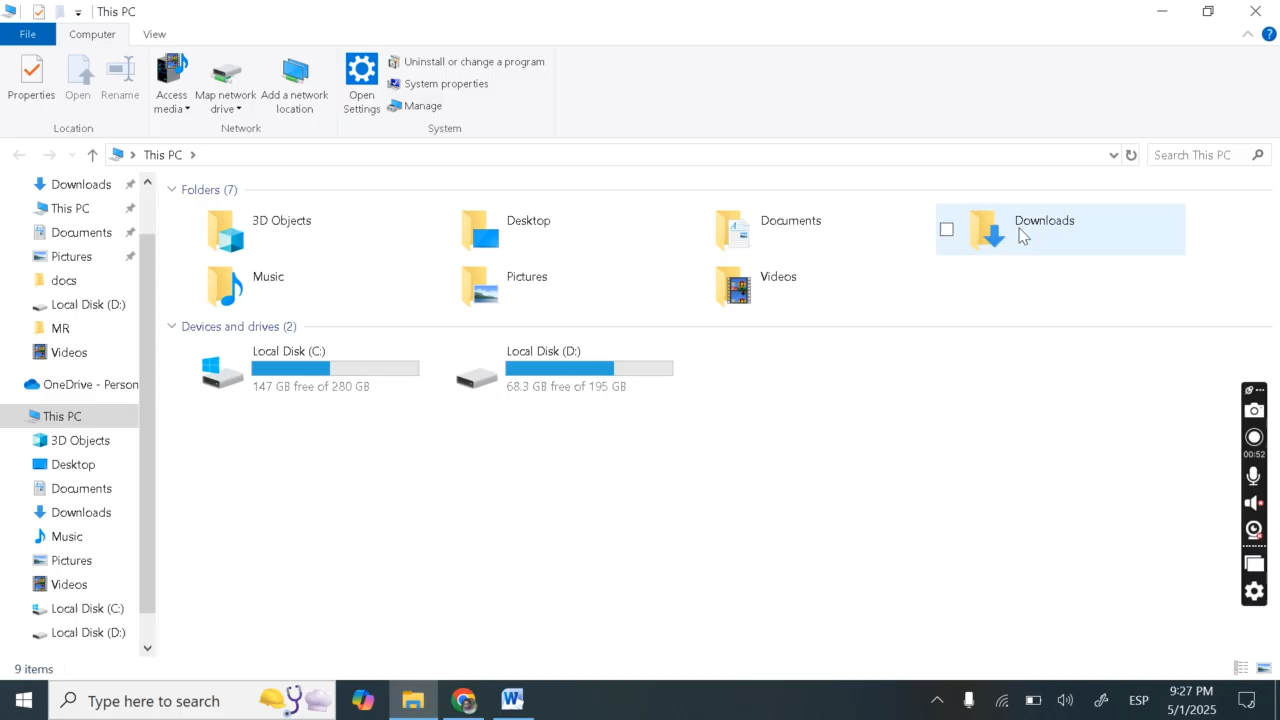 This PC
File Computer View
Properties Open Rename
Location
Access media
Map network drive
Add a network location
Network
Open Settings
Uninstall or change a program
System properties
Manage
System
This PC
Search This PC
Downloads
This PC
Documents
Pictures
docs
Local Disk (D:)
MR
Videos
OneDrive - Person
This PC
3D Objects
Desktop
Documents
Downloads
Music
Pictures
Videos
Local Disk (C:)
Local Disk (D:)
Folders (7)
3D Objects
Desktop
Documents
Downloads
Music
Pictures
Videos
Devices and drives (2)
Local Disk (C:)
147 GB free of 280 GB
Local Disk (D:)
68.3 GB free of 195 GB
00:52
9 items
Type here to search
ESP
9:27 PM
5/1/2025